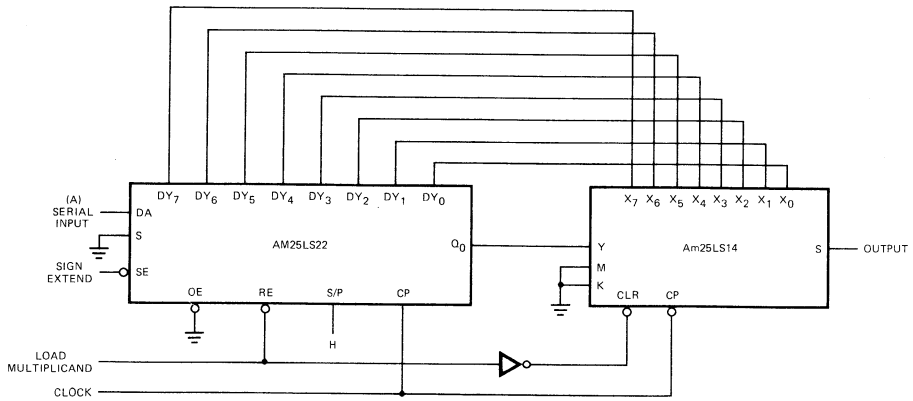 DY7 DY6 DY5 DY4 DY3 DY2 DY1 DY0
X7 X6 X5 X4 X3 X2 X1 X0
(A)
SERIAL
INPUT
DA
S
AM25LS22
Q0
Y
Am25LS14
S
OUTPUT
M
K
SIGN
EXTEND
SE
OE
RE
S/P
CP
CLR
CP
H
LOAD
MULTIPLICAND
CLOCK